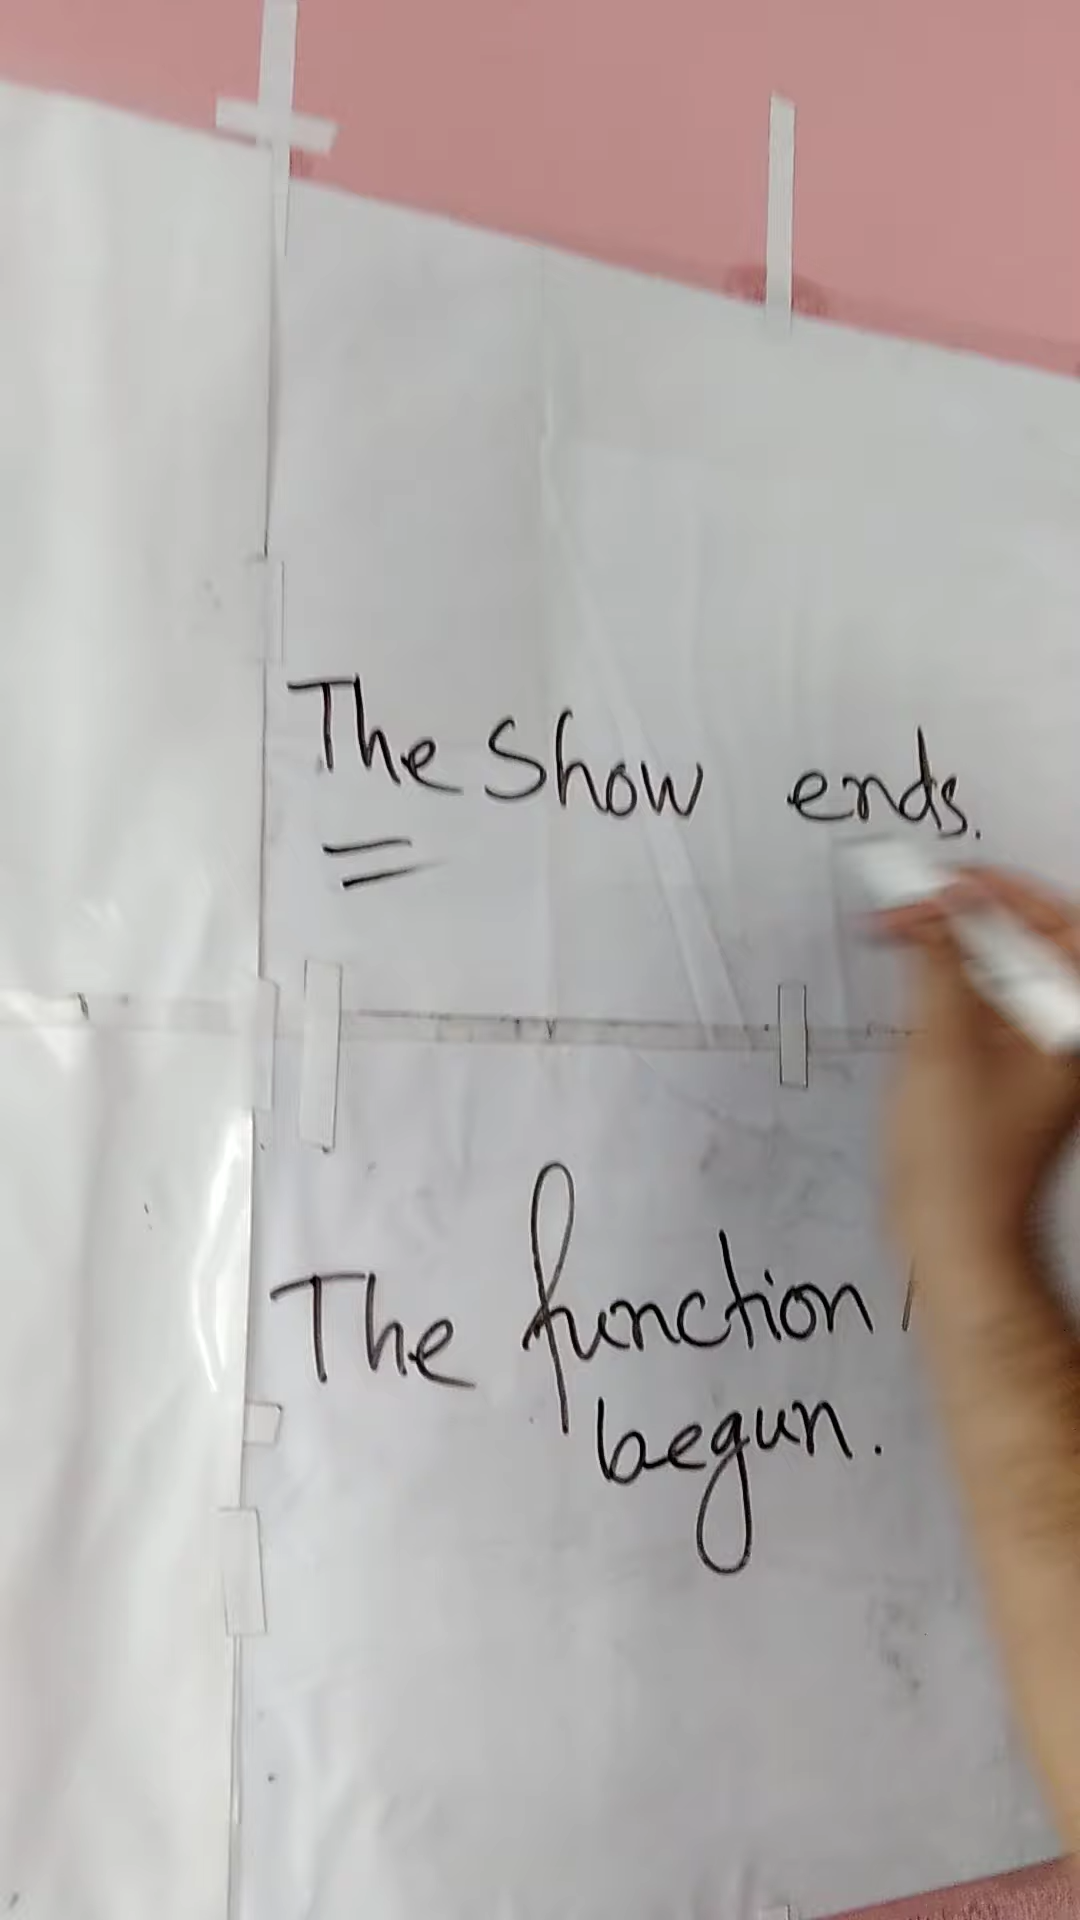 The Show ends.
The function
begun.